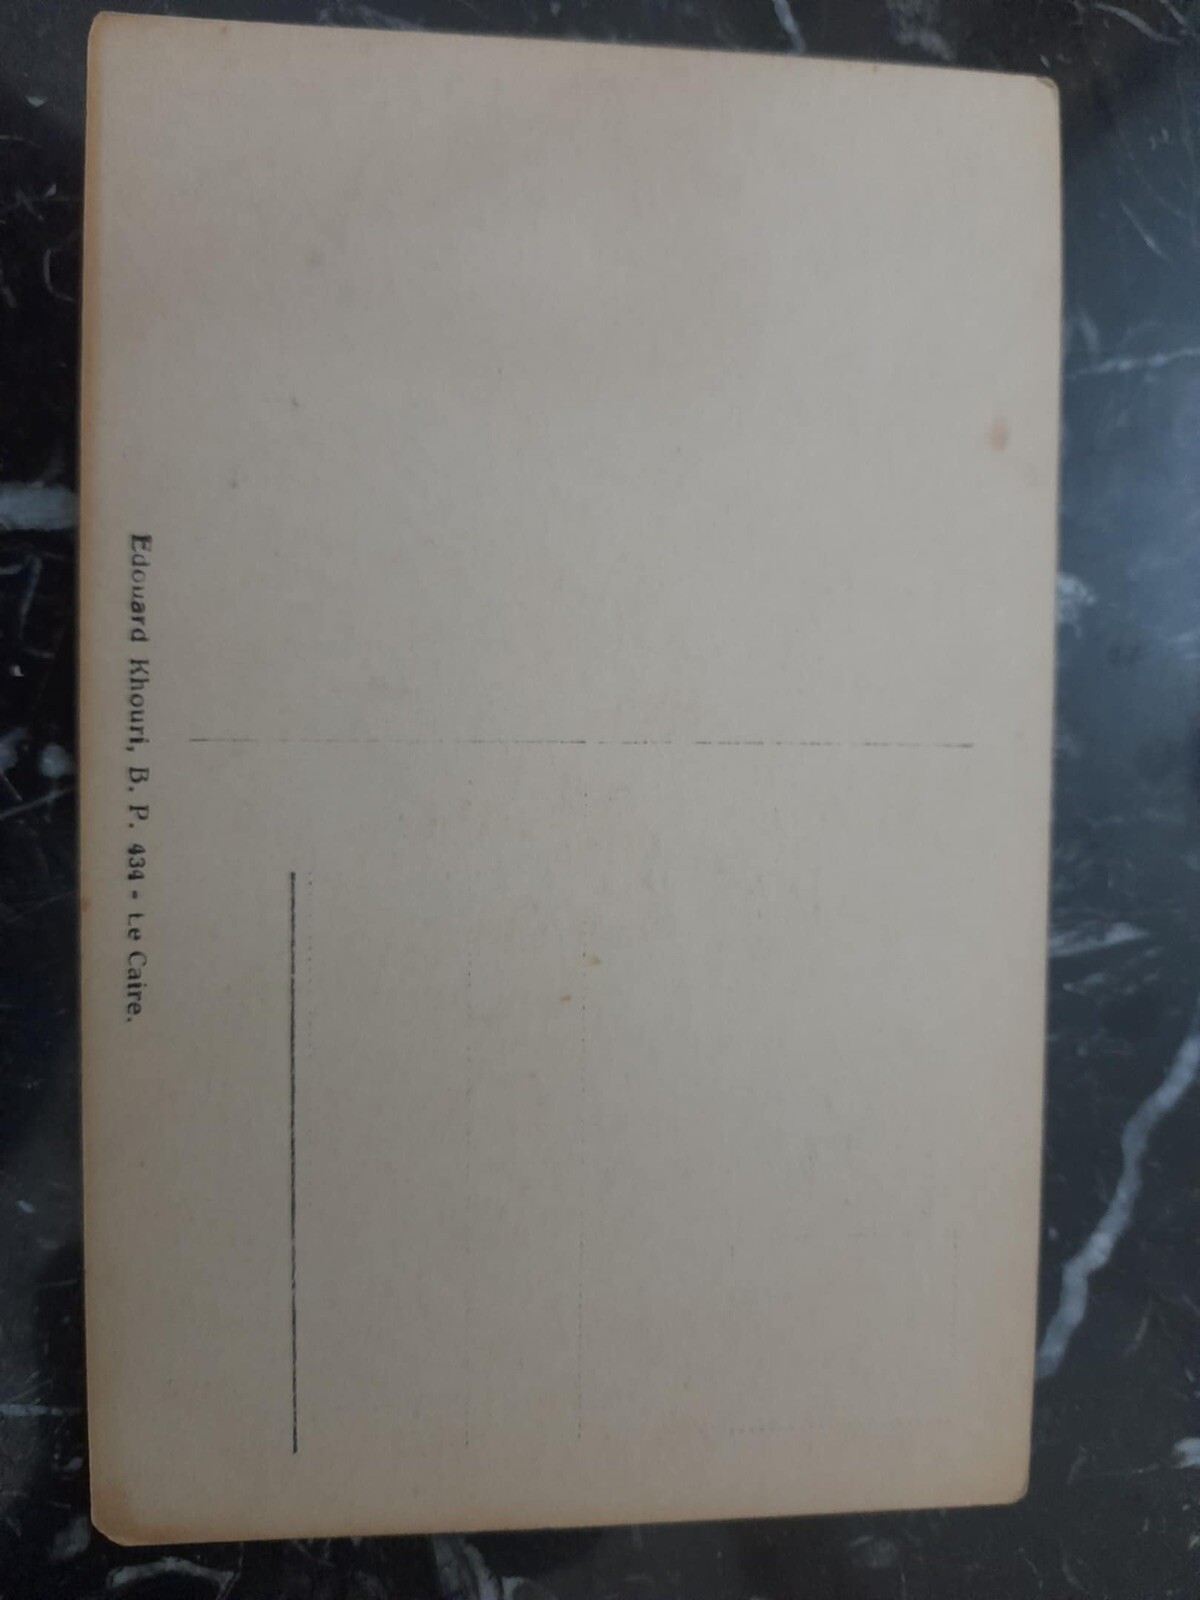 Edouard Khouri, B. P. 434 - Le Caire.